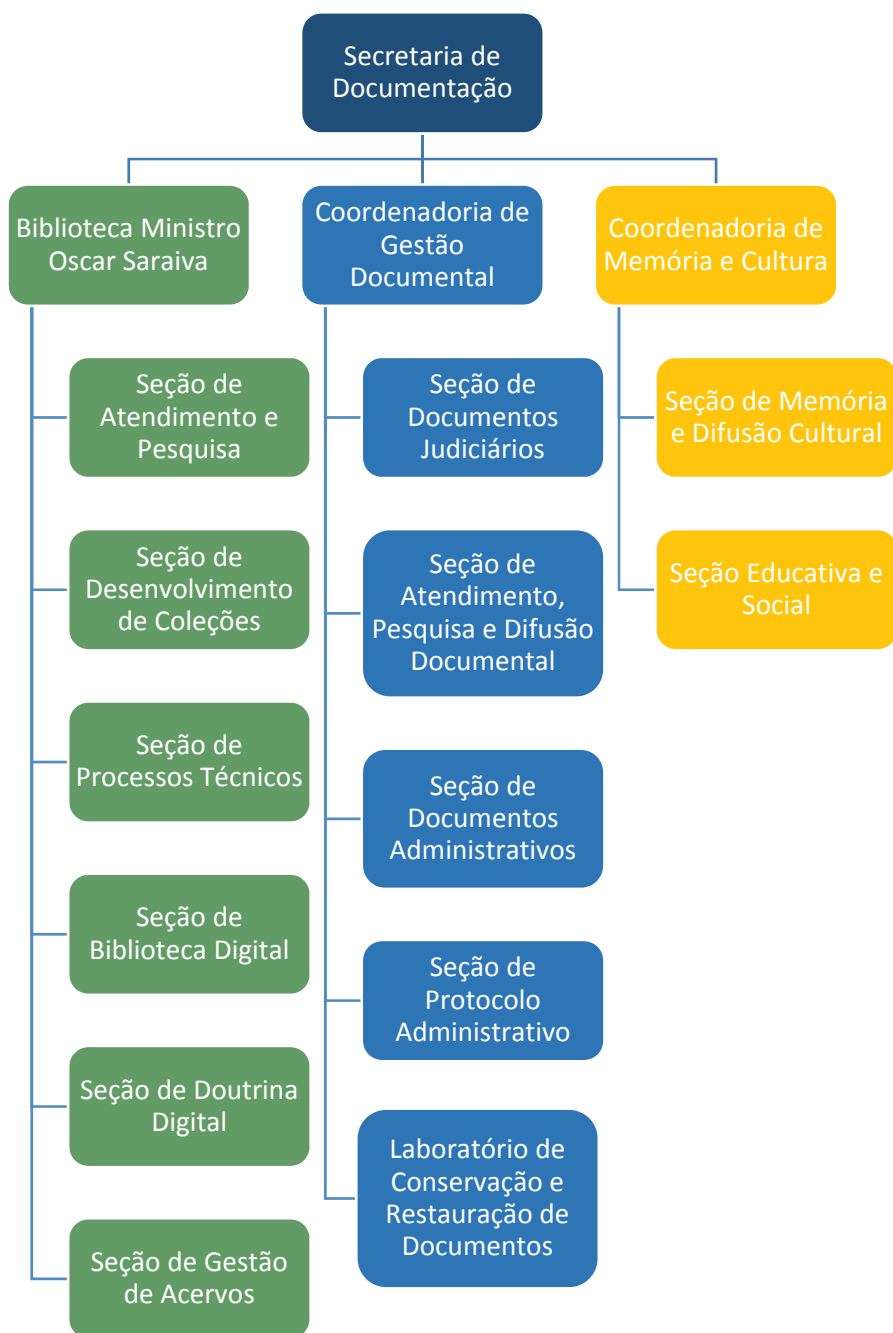 Secretaria de
Documentação
Biblioteca Ministro
Oscar Saraiva
Seção de
Atendimento e
Pesquisa
Seção de
Desenvolvimento
de Coleções
Seção de
Processos Técnicos
Seção de
Biblioteca Digital
Seção de Doutrina
Digital
Seção de Gestão
de Acervos
Coordenadoria de
Gestão
Documental
Seção de
Documentos
Judiciários
Seção de
Atendimento,
Pesquisa e Difusão
Documental
Seção de
Documentos
Administrativos
Seção de
Protocolo
Administrativo
Laboratório de
Conservação e
Restauração de
Documentos
Coordenadoria de
Memória e Cultura
Seção de Memória
e Difusão Cultural
Seção Educativa e
Social